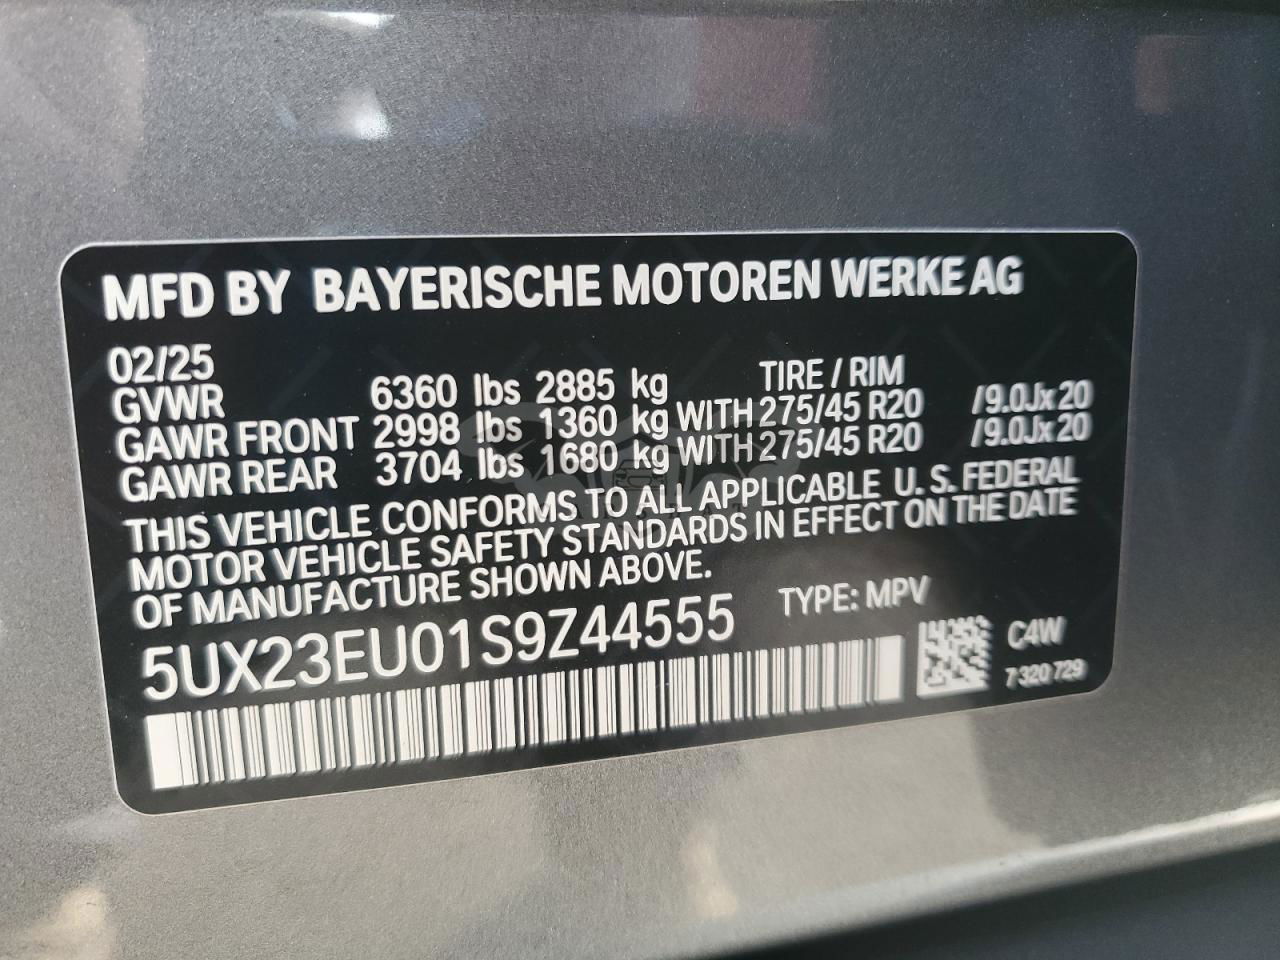 MFD BY BAYERISCHE MOTOREN WERKE AG
02/25
TIRE / RIM
GVWR 6360 lbs 2885 kg
GAWR FRONT 2998 lbs 1360 kg WITH 275/45 R20 /9.0Jx20
GAWR REAR 3704 lbs 1680 kg WITH 275/45 R20 /9.0Jx20
THIS VEHICLE CONFORMS TO ALL APPLICABLE U.S. FEDERAL
MOTOR VEHICLE SAFETY STANDARDS IN EFFECT ON THE DATE
OF MANUFACTURE SHOWN ABOVE.
5UX23EU01S9Z44555 TYPE: MPV
C4W
7 320 729